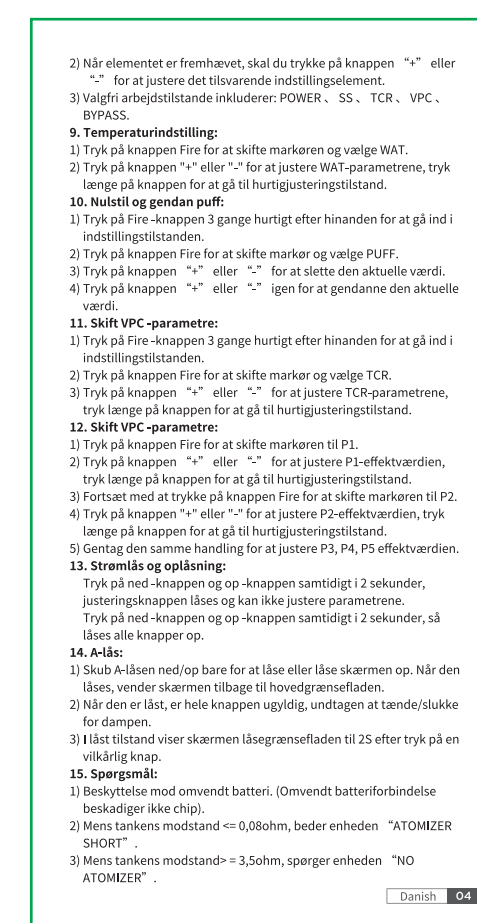 2) Når elementet er fremhævet, skal du trykke på knappen “+” eller
“-” for at justere det tilsvarende indstillingselement.
3) Valgfri arbejdstilstande inkluderer: POWER 、 SS 、 TCR 、 VPC 、
BYPASS.
9. Temperaturindstilling:
1) Tryk på knappen Fire for at skifte markøren og vælge WAT.
2) Tryk på knappen "+" eller "-" for at justere WAT-parametrene, tryk
længe på knappen for at gå til hurtigjusteringstilstand.
10. Nulstil og gendan puff:
1) Tryk på Fire-knappen 3 gange hurtigt efter hinanden for at gå ind i
indstillingstilstanden.
2) Tryk på knappen Fire for at skifte markør og vælge PUFF.
3) Tryk på knappen “+” eller “-” for at slette den aktuelle værdi.
4) Tryk på knappen “+” eller “-” igen for at gendanne den aktuelle
værdi.
11. Skift VPC-parametre:
1) Tryk på Fire-knappen 3 gange hurtigt efter hinanden for at gå ind i
indstillingstilstanden.
2) Tryk på knappen Fire for at skifte markør og vælge TCR.
3) Tryk på knappen “+” eller “-” for at justere TCR-parametrene,
tryk længe på knappen for at gå til hurtigjusteringstilstand.
12. Skift VPC-parametre:
1) Tryk på knappen Fire for at skifte markøren til P1.
2) Tryk på knappen “+” eller “-” for at justere P1-effektværdien,
tryk længe på knappen for at gå til hurtigjusteringstilstand.
3) Fortsæt med at trykke på knappen Fire for at skifte markøren til P2.
4) Tryk på knappen "+" eller "-" for at justere P2-effektværdien, tryk
længe på knappen for at gå til hurtigjusteringstilstand.
5) Gentag den samme handling for at justere P3, P4, P5 effektværdien.
13. Strømlås og oplåsning:
Tryk på ned-knappen og op-knappen samtidigt i 2 sekunder,
justeringsknappen låses og kan ikke justere parametrene.
Tryk på ned-knappen og op-knappen samtidigt i 2 sekunder, så
låses alle knapper op.
14. A-lås:
1) Skub A-låsen ned/op bare for at låse eller låse skærmen op. Når den
låses, vender skærmen tilbage til hovedgrænsefladen.
2) Når den er låst, er hele knappen ugyldig, undtagen at tænde/slukke
for dampen.
3) I låst tilstand viser skærmen låsegrænsefladen til 2S efter tryk på en
vilkårlig knap.
15. Spørgsmål:
1) Beskyttelse mod omvendt batteri. (Omvendt batteriforbindelse
beskadiger ikke chip).
2) Mens tankens modstand <= 0,08ohm, beder enheden “ATOMIZER
SHORT”.
3) Mens tankens modstand> = 3,5ohm, spørger enheden “NO
ATOMIZER”.
Danish 04